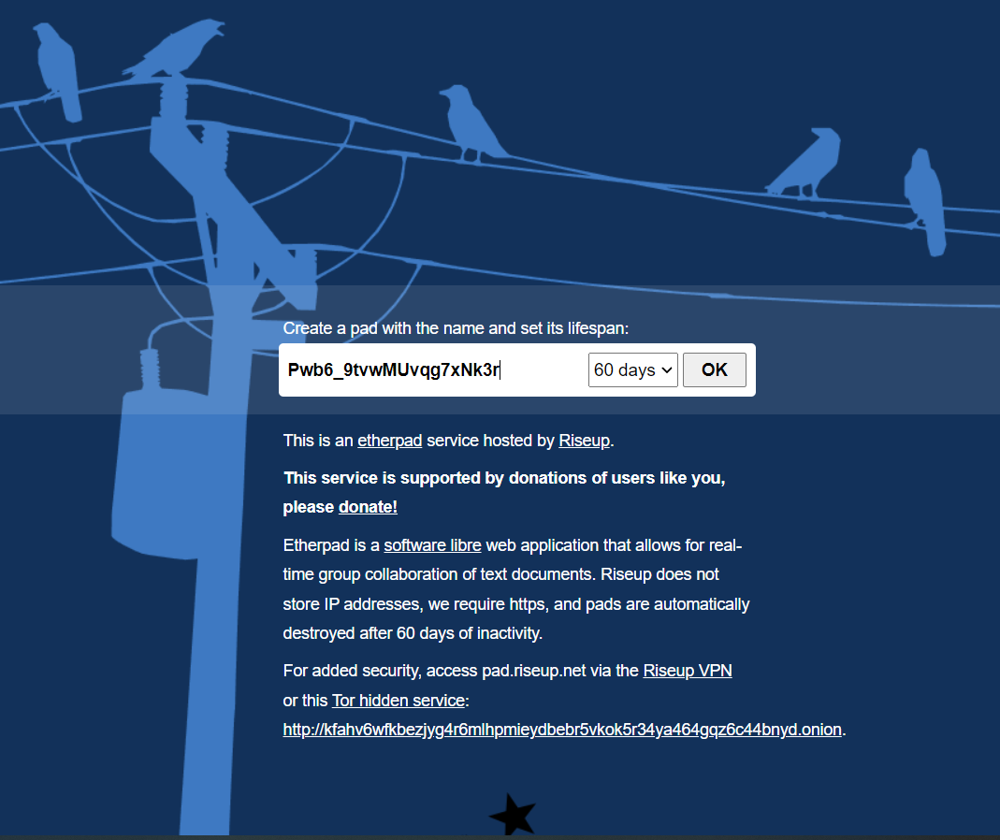 Create a pad with the name and set its lifespan:
Pwb6_9tvwMUvqg7xNk3r 60 days OK
This is an etherpad service hosted by Riseup.
This service is supported by donations of users like you,
please donate!
Etherpad is a software libre web application that allows for real-
time group collaboration of text documents. Riseup does not
store IP addresses, we require https, and pads are automatically
destroyed after 60 days of inactivity.
For added security, access pad.riseup.net via the Riseup VPN
or this Tor hidden service:
http://kfahv6wfkbezjyg4r6mlhpmieydbebr5vkok5r34ya464gqz6c44bnyd.onion.